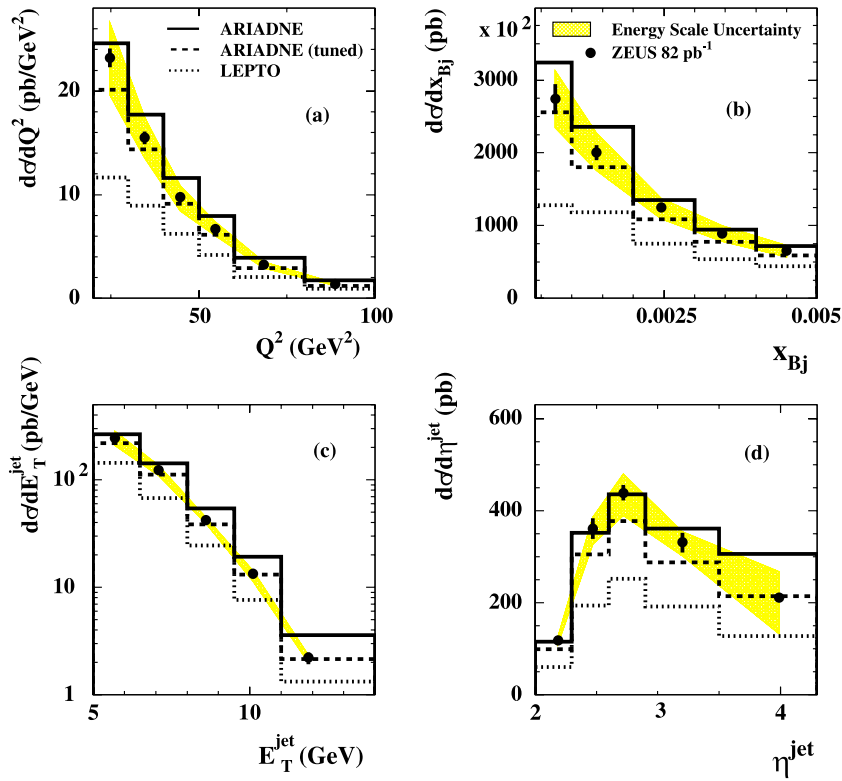 dσ/dQ² (pb/GeV²)
ARIADNE
ARIADNE (tuned)
LEPTO
(a)
20
10
0
50
100
Q² (GeV²)
dσ/dx_Bj (pb)
x 10²
Energy Scale Uncertainty
ZEUS 82 pb⁻¹
(b)
3000
2000
1000
0
0.0025
0.005
x_Bj
dσ/dE_T^jet (pb/GeV)
(c)
10²
10
1
5
10
E_T^jet (GeV)
dσ/dη^jet (pb)
(d)
600
400
200
0
2
3
4
η^jet